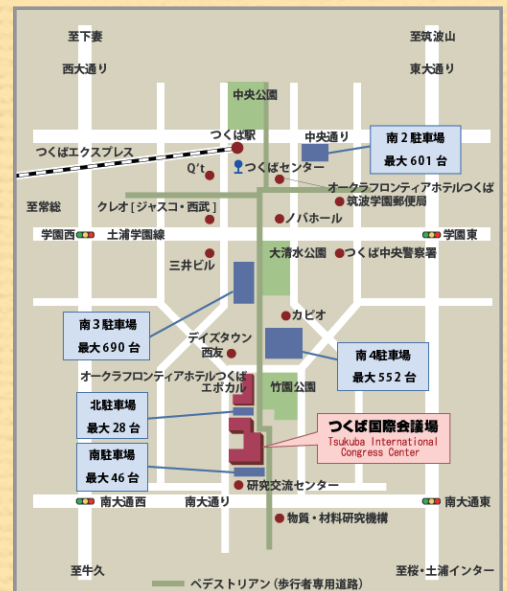 至下妻
至筑波山
西大通り
東大通り
中央公園
つくば駅
中央通り
南2駐車場
最大601台
つくばエクスプレス
Q't
つくばセンター
オークラフロンティアホテルつくば
筑波学園郵便局
至常総
クレオ[ジャスコ・西武]
ノバホール
学園西
土浦学園線
学園東
大清水公園
つくば中央警察署
三井ビル
南3駐車場
最大690台
カピオ
デイズタウン
西友
南4駐車場
最大552台
オークラフロンティアホテルつくば
エポカル
竹園公園
北駐車場
最大28台
つくば国際会議場
Tsukuba International
Congress Center
南駐車場
最大46台
研究交流センター
南大通西
南大通り
南大通東
物質・材料研究機構
至牛久
至桜・土浦インター
ペデストリアン(歩行者専用道路)